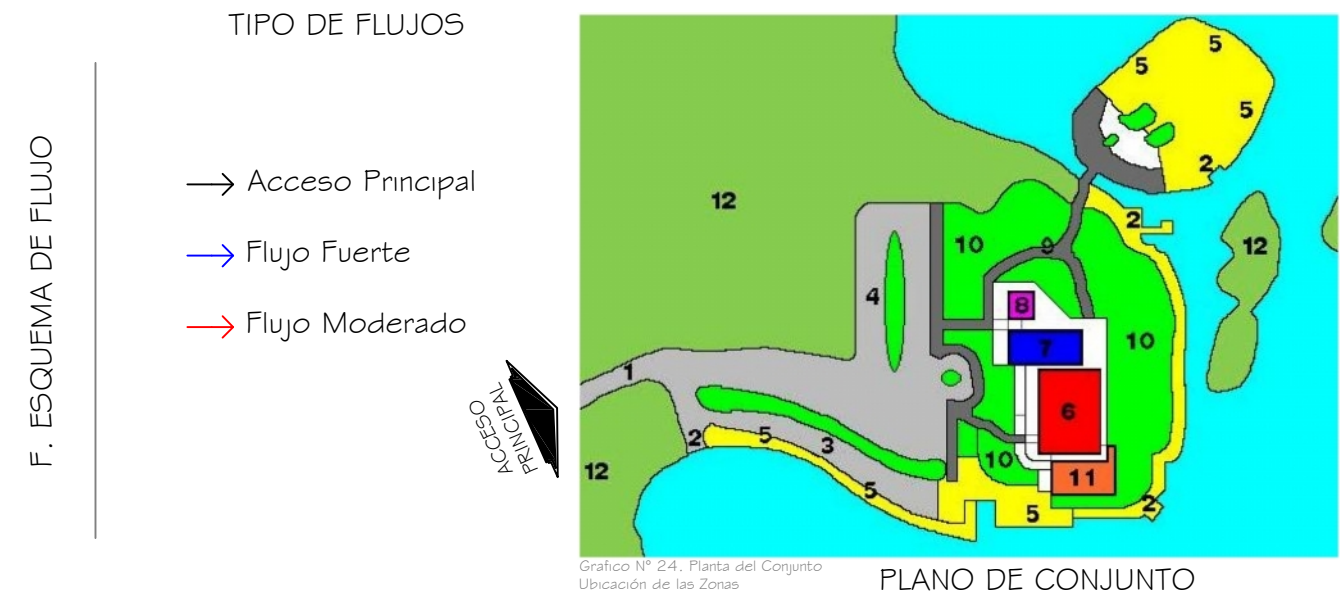 TIPO DE FLUJOS
F. ESQUEMA DE FLUJO
Acceso Principal
Flujo Fuerte
Flujo Moderado
ACCESO
PRINCIPAL
5
5
5
2
12
2
10
9
12
4
8
10
7
1
6
2
5
3
10
12
11
5
2
5
Grafico Nº 24. Planta del Conjunto
Ubicación de las Zonas
PLANO DE CONJUNTO